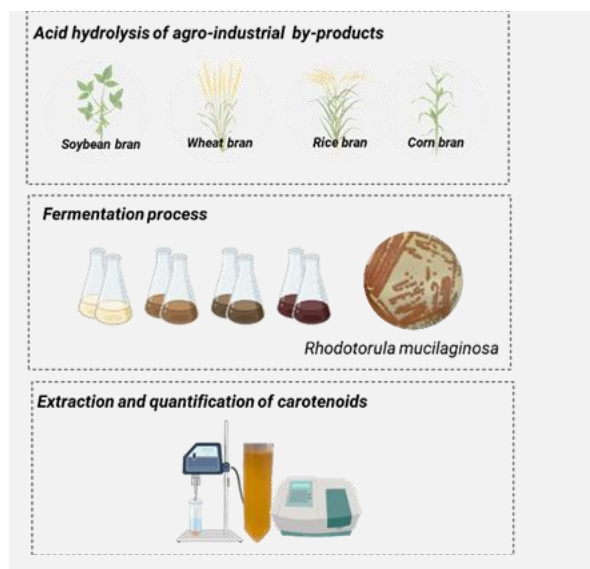 Acid hydrolysis of agro-industrial by-products
Soybean bran Wheat bran Rice bran Corn bran
Fermentation process
Rhodotorula mucilaginosa
Extraction and quantification of carotenoids